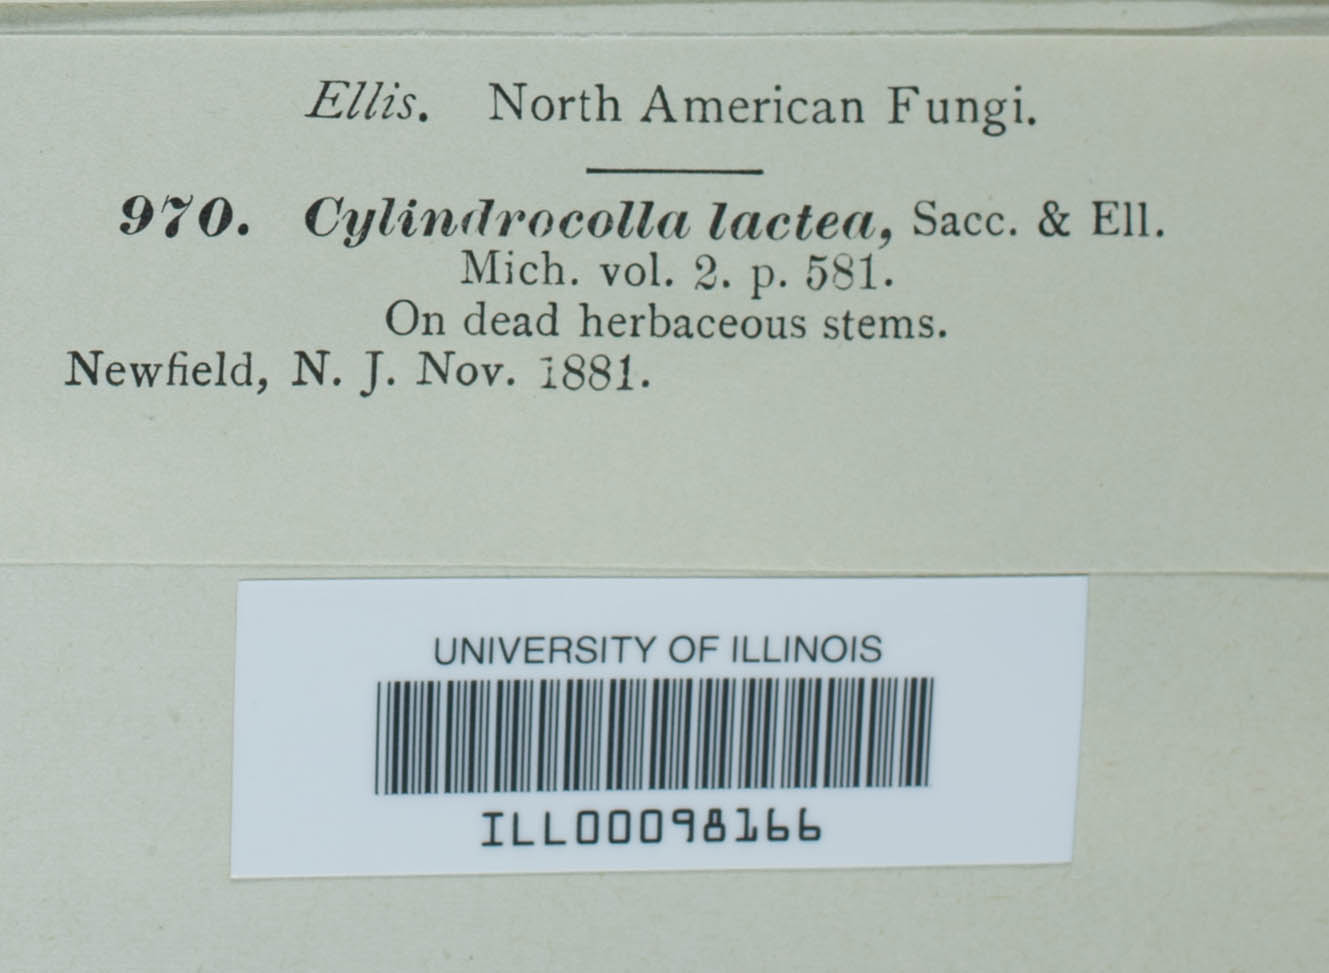 Ellis. North American Fungi.
970. Cylindrocolla lactea, Sacc. & Ell.
Mich. vol. 2. p. 581.
On dead herbaceous stems.
Newfield, N. J. Nov. 1881.
UNIVERSITY OF ILLINOIS
ILL00098166